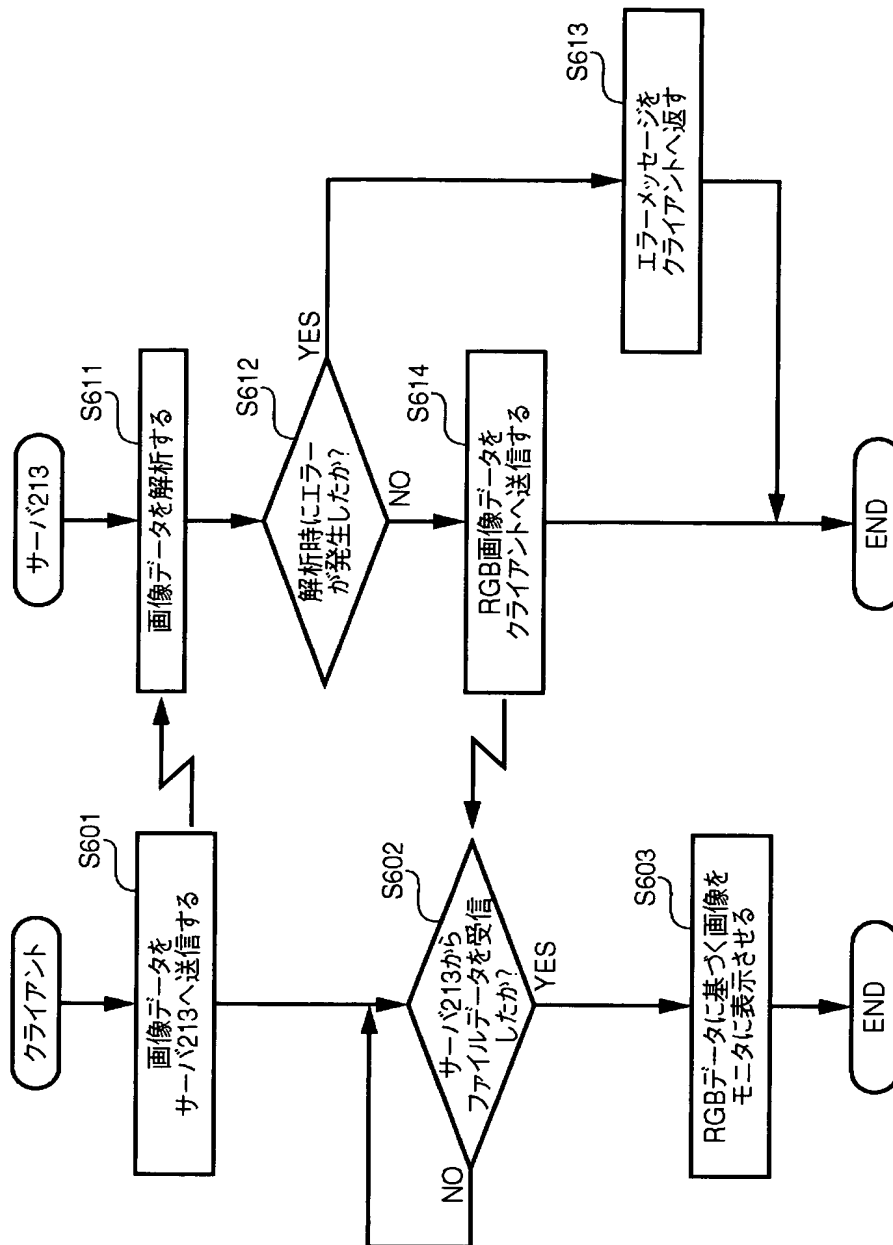 クライアント
S601
画像データを
サーバ213へ送信する
S602
サーバ213から
ファイルデータを受信
したか?
NO
YES
S603
RGBデータに基づく画像を
モニタに表示させる
END
サーバ213
S611
画像データを解析する
S612
解析時にエラー
が発生したか?
YES
NO
S614
RGB画像データを
クライアントへ送信する
S613
エラーメッセージを
クライアントへ返す
END